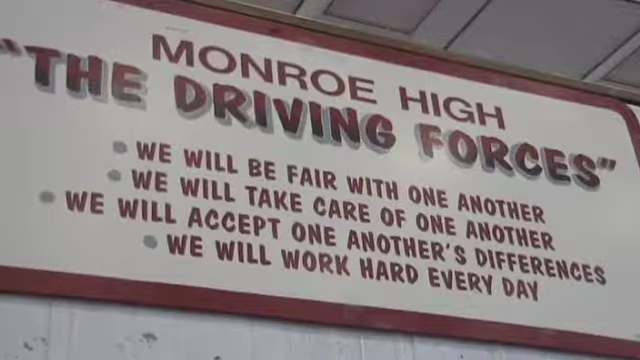 MONROE HIGH
"THE DRIVING FORCES"
• WE WILL BE FAIR WITH ONE ANOTHER
• WE WILL TAKE CARE OF ONE ANOTHER
• WE WILL ACCEPT ONE ANOTHER'S DIFFERENCES
• WE WILL WORK HARD EVERY DAY